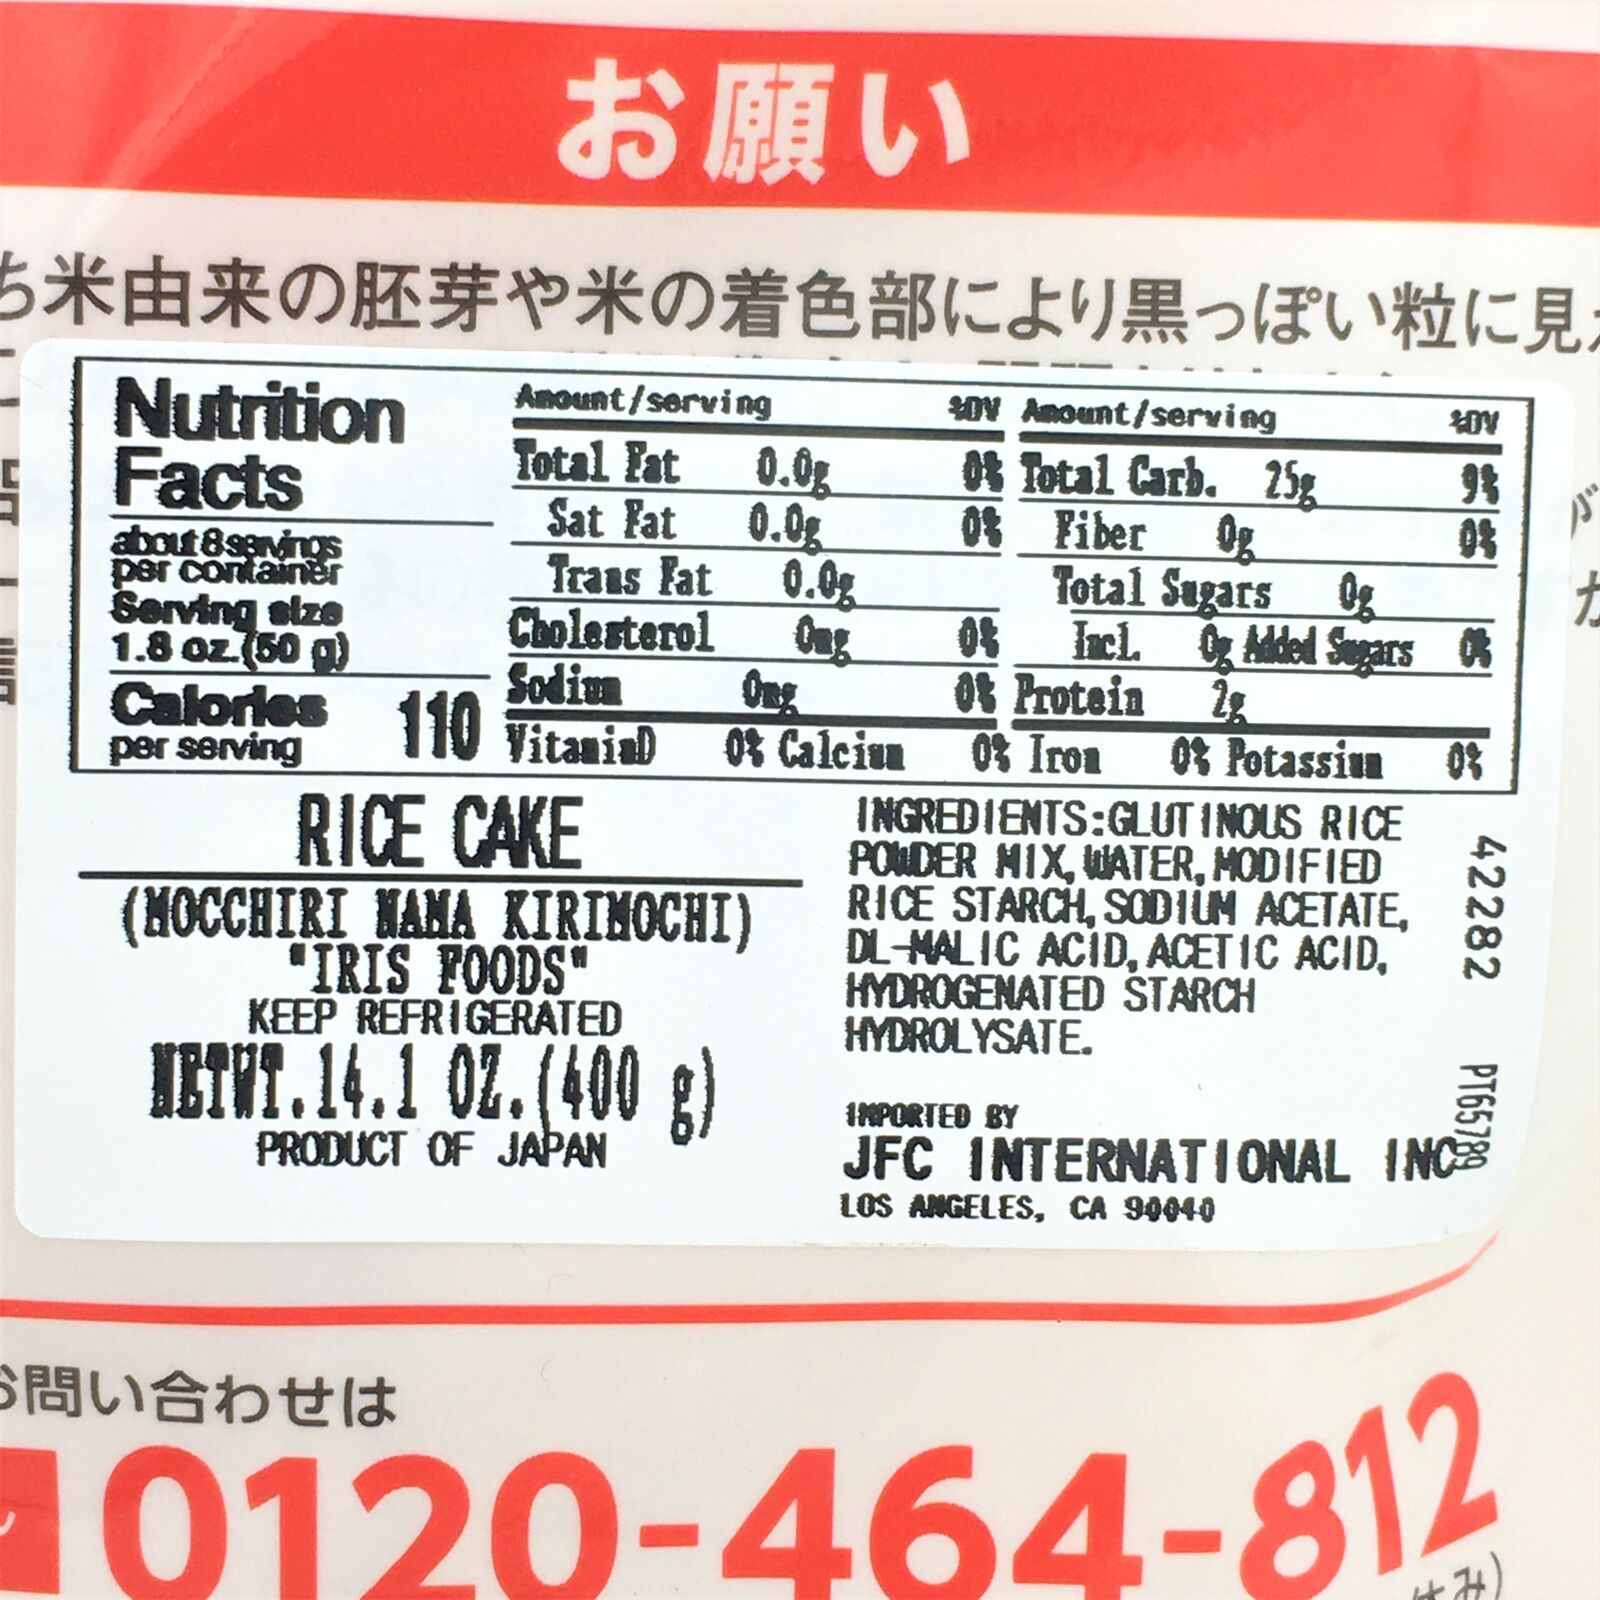 お願い
ち米由来の胚芽や米の着色部により黒っぽい粒に見
Nutrition
Facts
about 8 servings
per container
Serving size
1.8 oz.(50 g)
Calories 110
per serving
Amount/serving %DV
Total Fat 0.0g 0%
Sat Fat 0.0g 0%
Trans Fat 0.0g
Cholesterol 0mg 0%
Sodium 0mg 0%
Amount/serving %DV
Total Carb. 25g 9%
Fiber 0g 0%
Total Sugars 0g
Incl. 0g Added Sugars 0%
Protein 2g
VitaminD 0% Calcium 0% Iron 0% Potassium 0%
RICE CAKE
(MOCCHIRI NAMA KIRIMOCHI)
"IRIS FOODS"
KEEP REFRIGERATED
NETWT.14.1 OZ.(400 g)
PRODUCT OF JAPAN
INGREDIENTS:GLUTINOUS RICE
POWDER MIX, WATER, MODIFIED
RICE STARCH, SODIUM ACETATE,
DL-MALIC ACID, ACETIC ACID,
HYDROGENATED STARCH
HYDROLYSATE.
IMPORTED BY
JFC INTERNATIONAL INC
LOS ANGELES, CA 90040
42282
PT65789
お問い合わせは
0120-464-812
休み)